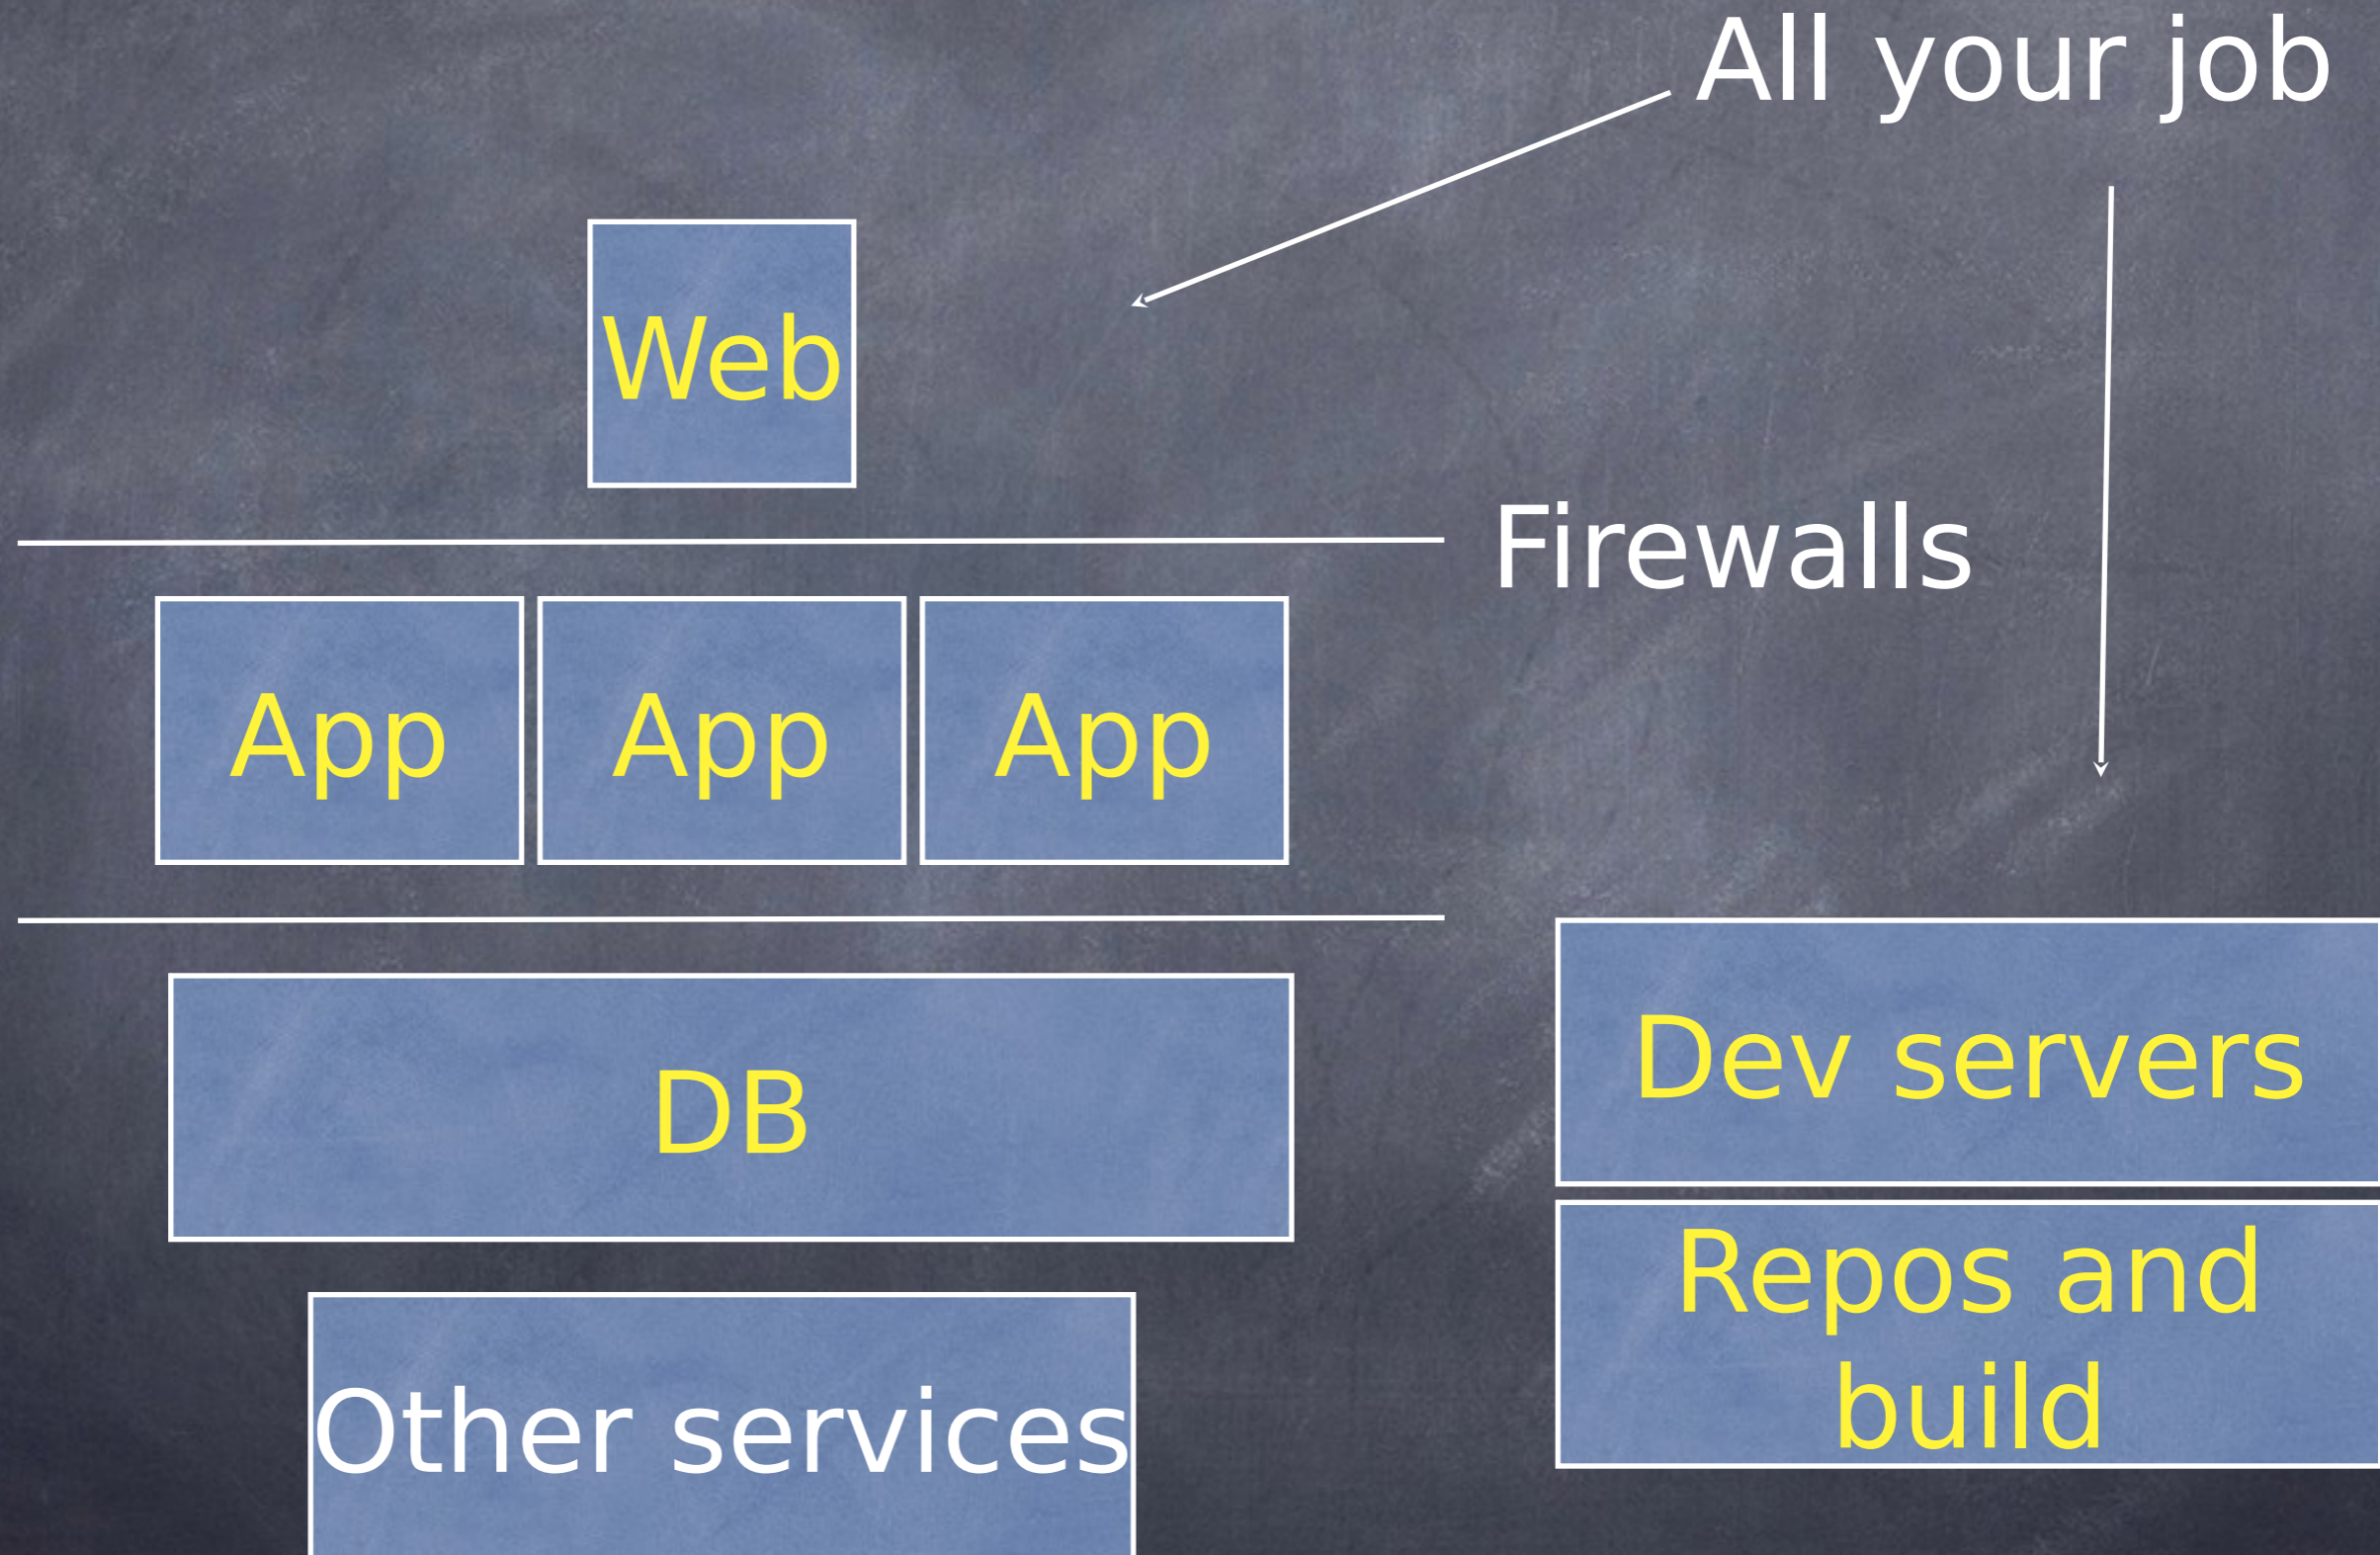 All your job
Web
Firewalls
App App App
DB
Dev servers
Repos and
build
Other services